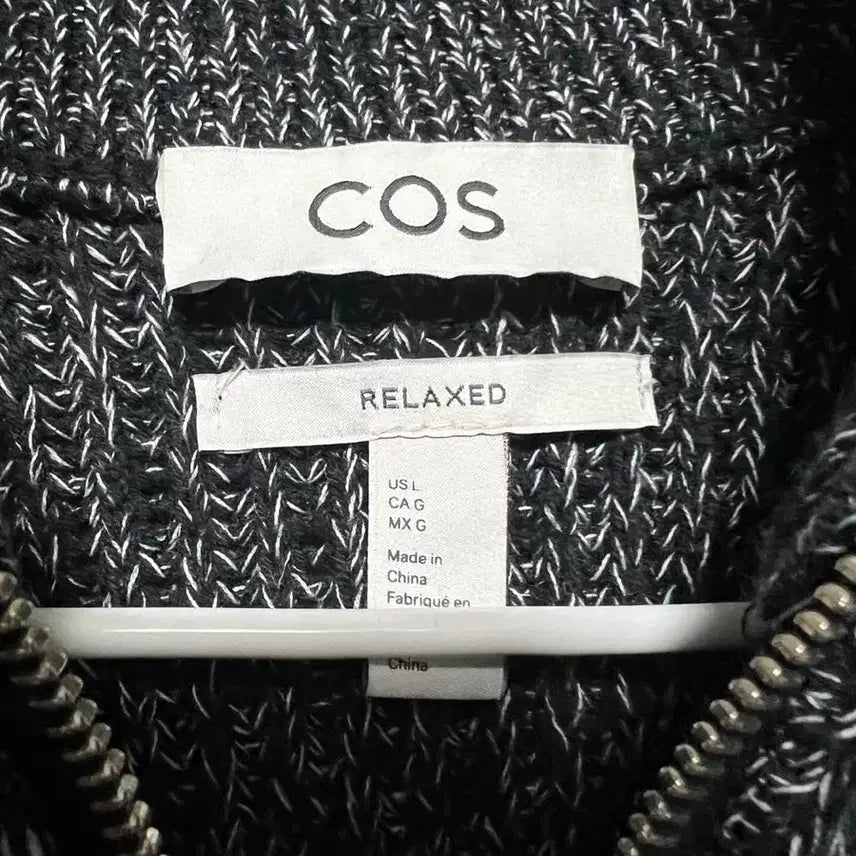 COS
RELAXED
US L
CA G
MX G
Made in
China
Fabriqué en
China